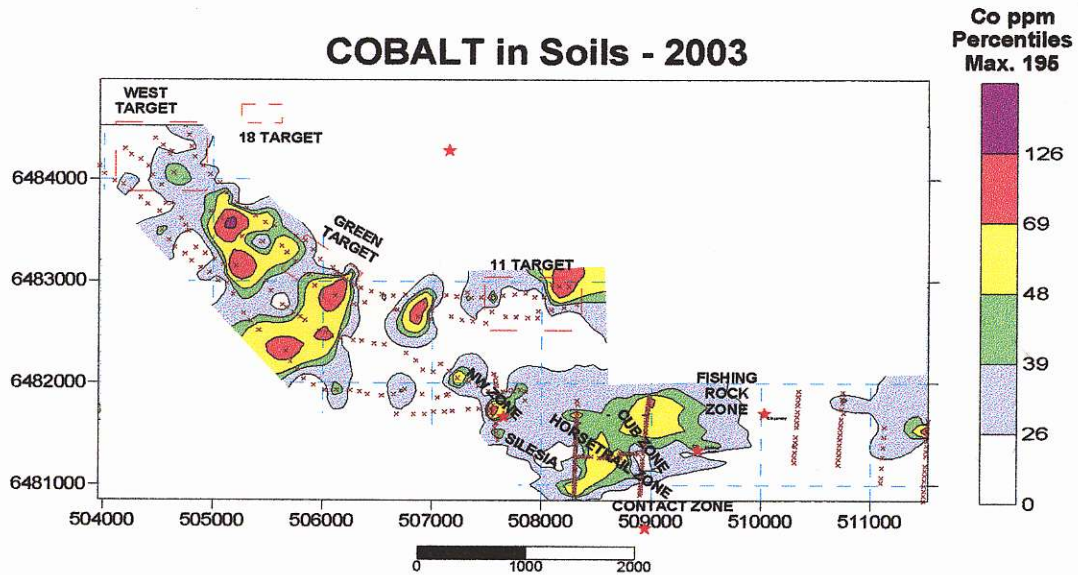 COBALT in Soils - 2003
Co ppm
Percentiles
Max. 195
126
69
48
39
26
0
WEST
TARGET
18 TARGET
GREEN
TARGET
11 TARGET
NW ZONE
SILESIA
HORSETRAIL ZONE
CUB ZONE
FISHING
ROCK
ZONE
CONTACT ZONE
6484000
6483000
6482000
6481000
504000 505000 506000 507000 508000 509000 510000 511000
0 1000 2000